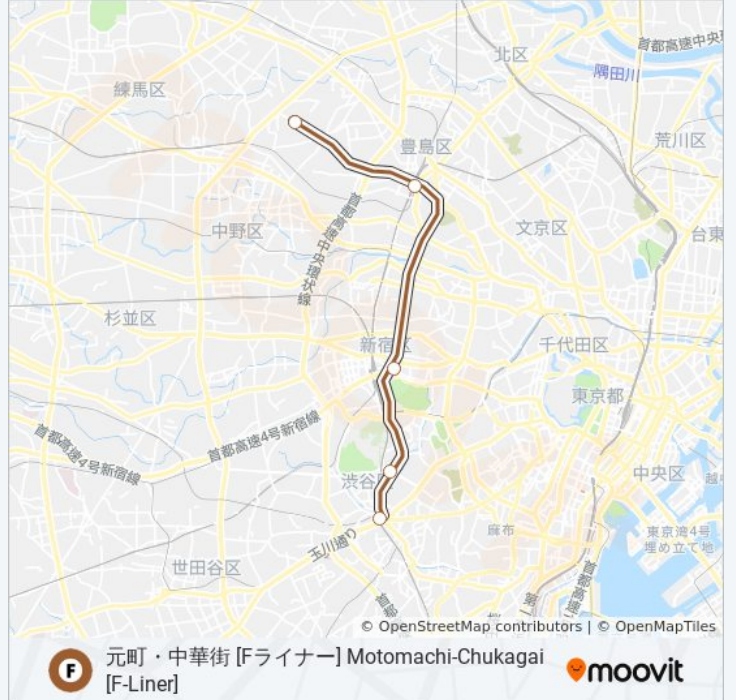 首都高速中央環
北区
隅田川
練馬区
荒川区
豊島区
首都高速中央環状線
文京区
中野区
台東
杉並区
新宿区
千代田区
東京都
首都高速4号新宿線
首都高速4号新宿線
中央区
渋谷
麻布
東京湾4号
埋め立て地
玉川通り
世田谷区
首都高速
首都
第
© OpenStreetMap contributors | © OpenMapTiles
F
元町・中華街 [Fライナー] Motomachi-Chukagai
[F-Liner]
moovit